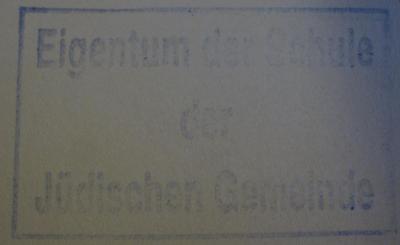 Eigentum der Schule
der
Jüdischen Gemeinde